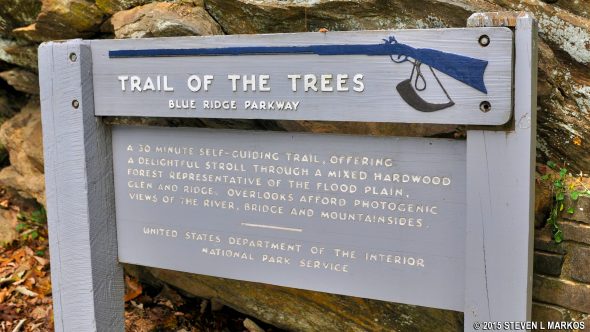 TRAIL OF THE TREES
BLUE RIDGE PARKWAY
A 30 MINUTE SELF-GUIDING TRAIL, OFFERING
A DELIGHTFUL STROLL THROUGH A MIXED HARDWOOD
FOREST REPRESENTATIVE OF THE FLOOD PLAIN,
GLEN AND RIDGE. OVERLOOKS AFFORD PHOTOGENIC
VIEWS OF THE RIVER, BRIDGE AND MOUNTAINSIDES.
UNITED STATES DEPARTMENT OF THE INTERIOR
NATIONAL PARK SERVICE
© 2015 STEVEN L MARKOS